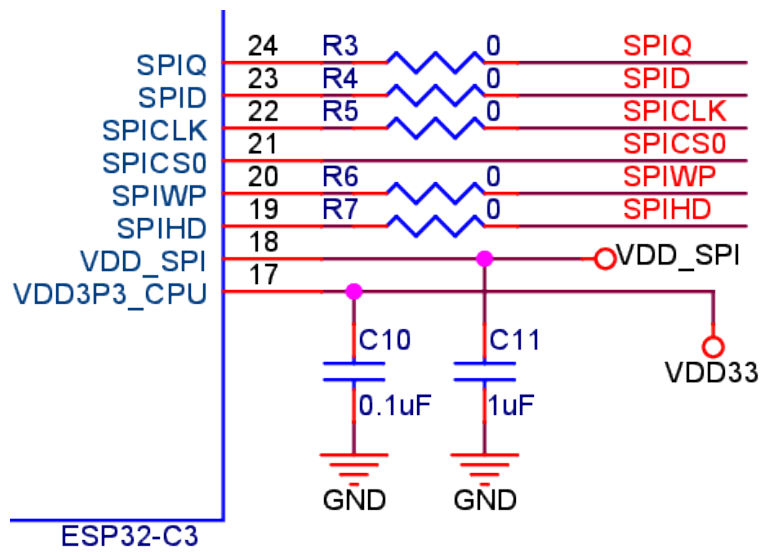 SPIQ 24 R3 0 SPIQ
SPID 23 R4 0 SPID
SPICLK 22 R5 0 SPICLK
SPICS0 21 SPICS0
SPIWP 20 R6 0 SPIWP
SPIHD 19 R7 0 SPIHD
VDD_SPI 18 VDD_SPI
VDD3P3_CPU 17
VDD33
C10 C11
0.1uF 1uF
GND GND
ESP32-C3